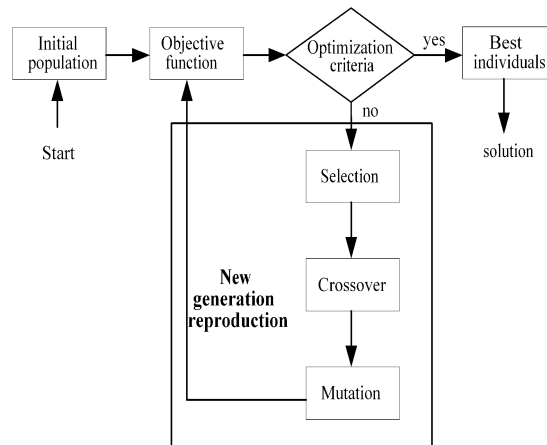 Initial
population
Objective
function
Optimization
criteria
yes
Best
individuals
no
Start
solution
Selection
New
generation
reproduction
Crossover
Mutation